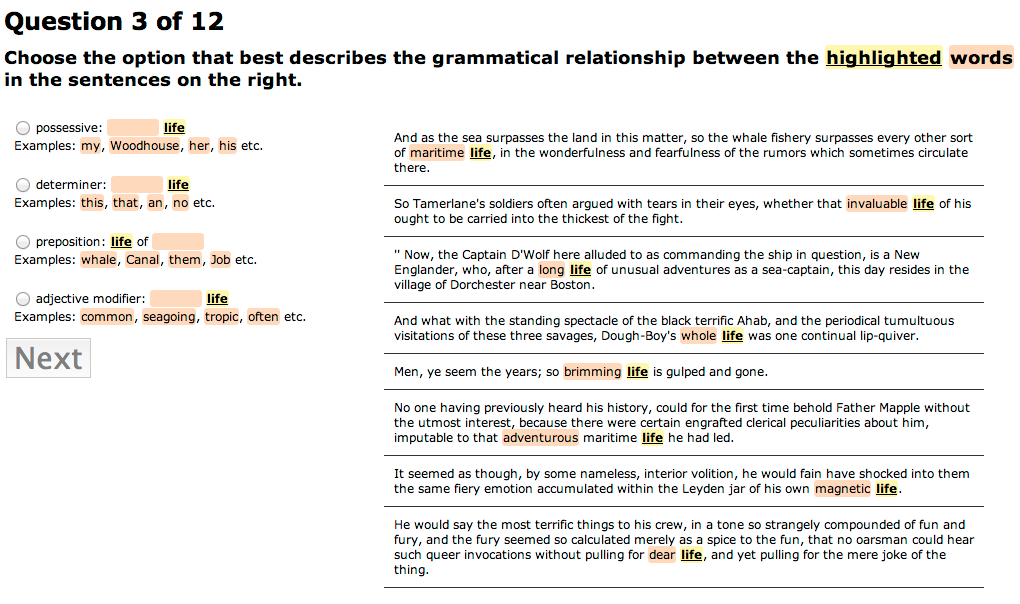 Question 3 of 12
Choose the option that best describes the grammatical relationship between the highlighted words
in the sentences on the right.
possessive: life
Examples: my, Woodhouse, her, his etc.
determiner: life
Examples: this, that, an, no etc.
preposition: life of
Examples: whale, Canal, them, Job etc.
adjective modifier: life
Examples: common, seagoing, tropic, often etc.
Next
And as the sea surpasses the land in this matter, so the whale fishery surpasses every other sort
of maritime life, in the wonderfulness and fearfulness of the rumors which sometimes circulate
there.
So Tamerlane's soldiers often argued with tears in their eyes, whether that invaluable life of his
ought to be carried into the thickest of the fight.
" Now, the Captain D'Wolf here alluded to as commanding the ship in question, is a New
Englander, who, after a long life of unusual adventures as a sea-captain, this day resides in the
village of Dorchester near Boston.
And what with the standing spectacle of the black terrific Ahab, and the periodical tumultuous
visitations of these three savages, Dough-Boy's whole life was one continual lip-quiver.
Men, ye seem the years; so brimming life is gulped and gone.
No one having previously heard his history, could for the first time behold Father Mapple without
the utmost interest, because there were certain engrafted clerical peculiarities about him,
imputable to that adventurous maritime life he had led.
It seemed as though, by some nameless, interior volition, he would fain have shocked into them
the same fiery emotion accumulated within the Leyden jar of his own magnetic life.
He would say the most terrific things to his crew, in a tone so strangely compounded of fun and
fury, and the fury seemed so calculated merely as a spice to the fun, that no oarsman could hear
such queer invocations without pulling for dear life, and yet pulling for the mere joke of the
thing.